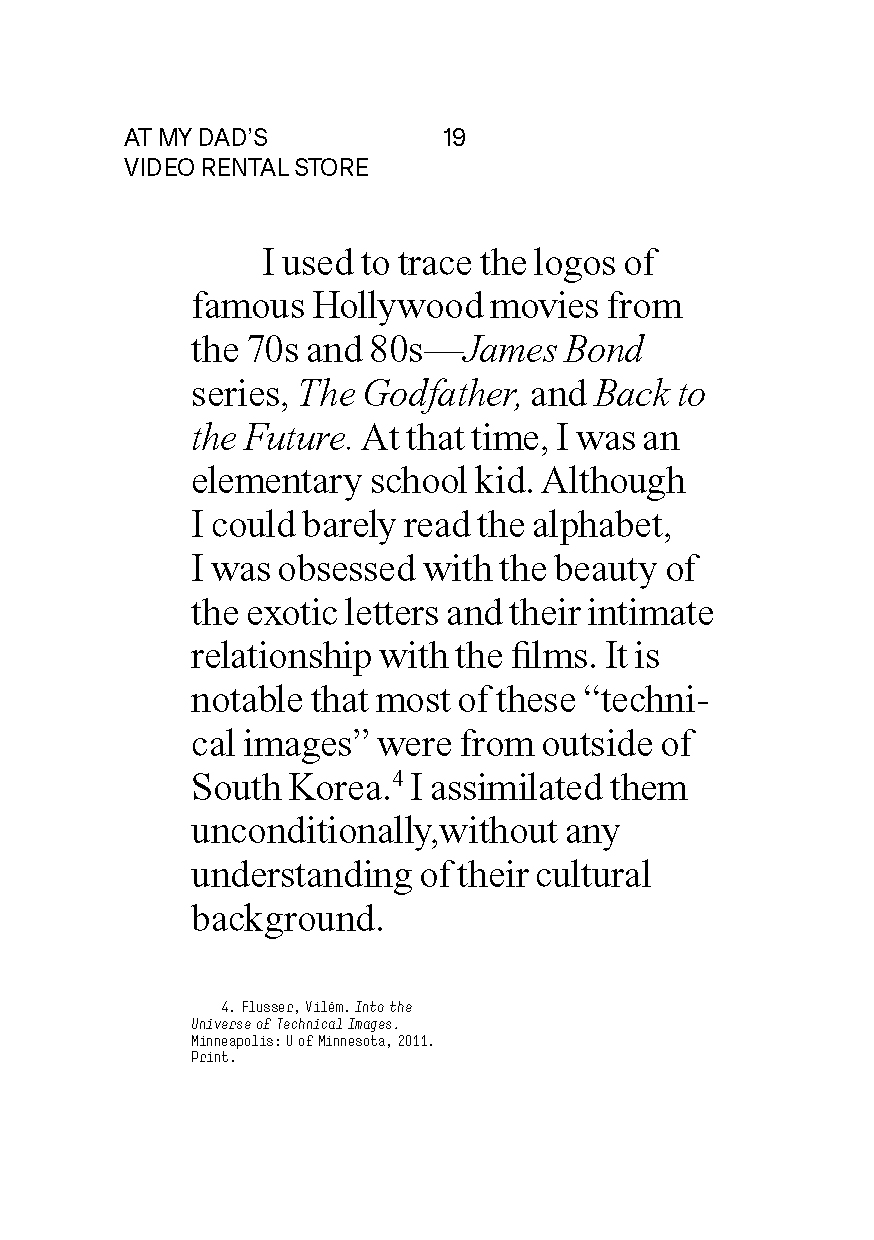 AT MY DAD'S
VIDEO RENTAL STORE
19
I used to trace the logos of
famous Hollywood movies from
the 70s and 80s—James Bond
series, The Godfather, and Back to
the Future. At that time, I was an
elementary school kid. Although
I could barely read the alphabet,
I was obsessed with the beauty of
the exotic letters and their intimate
relationship with the films. It is
notable that most of these “techni-
cal images” were from outside of
South Korea.4 I assimilated them
unconditionally,without any
understanding of their cultural
background.
4. Flusser, Vilém. Into the
Universe of Technical Images.
Minneapolis: U of Minnesota, 2011.
Print.